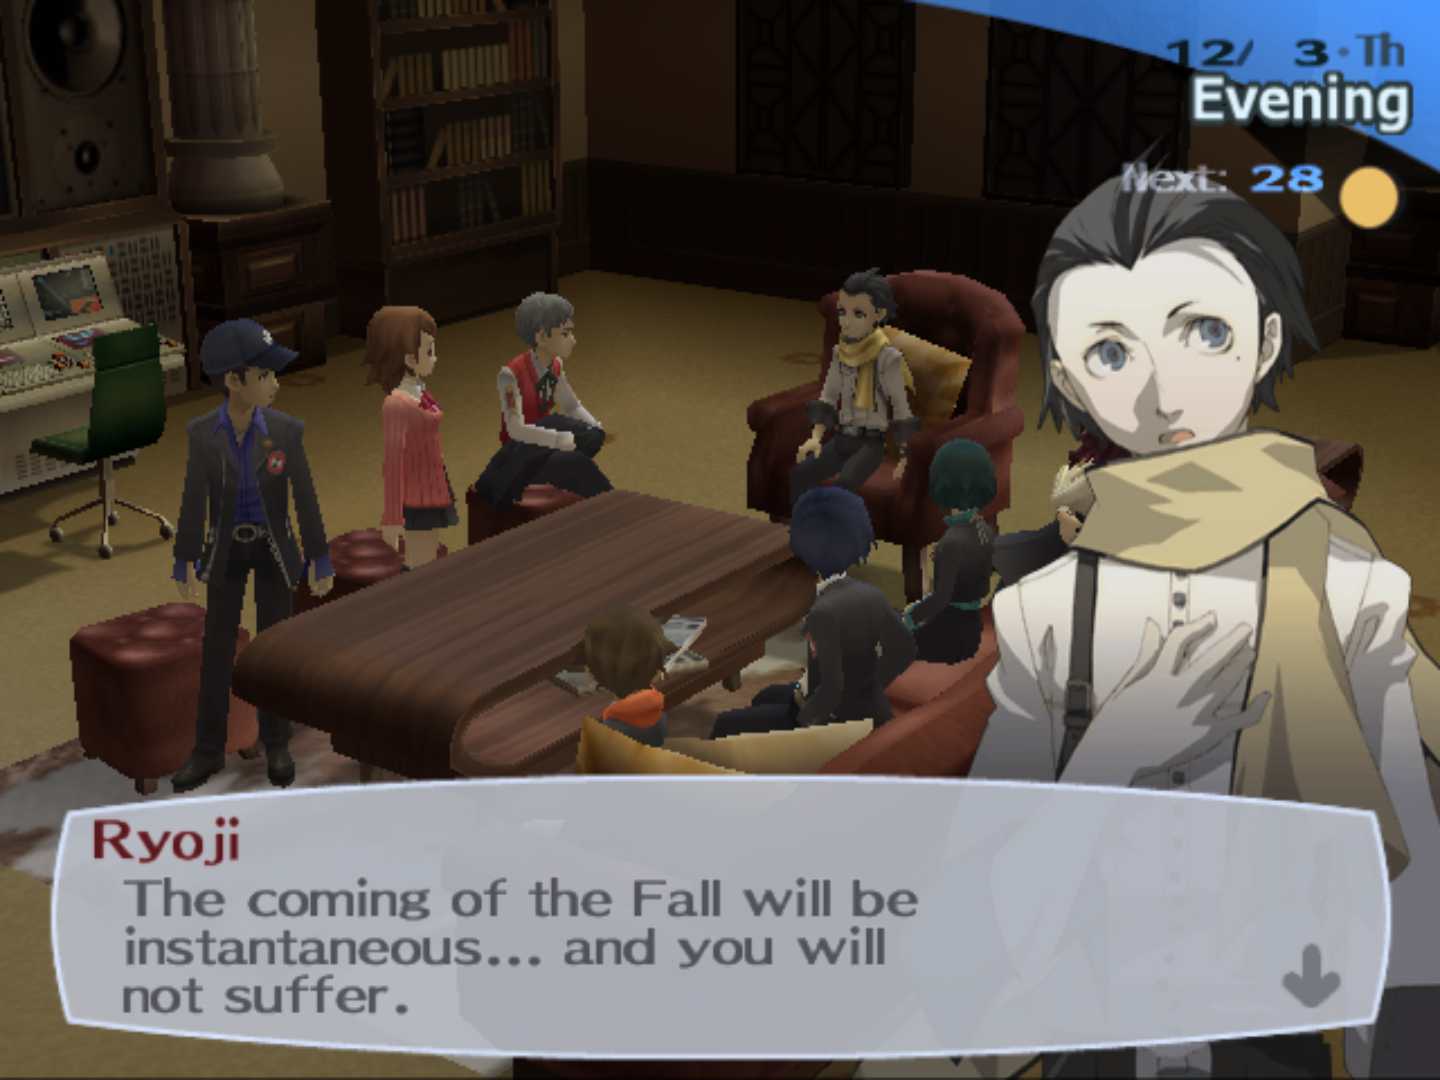 12/ 3・Th
Evening
Next: 28
Ryoji
The coming of the Fall will be
instantaneous... and you will
not suffer.